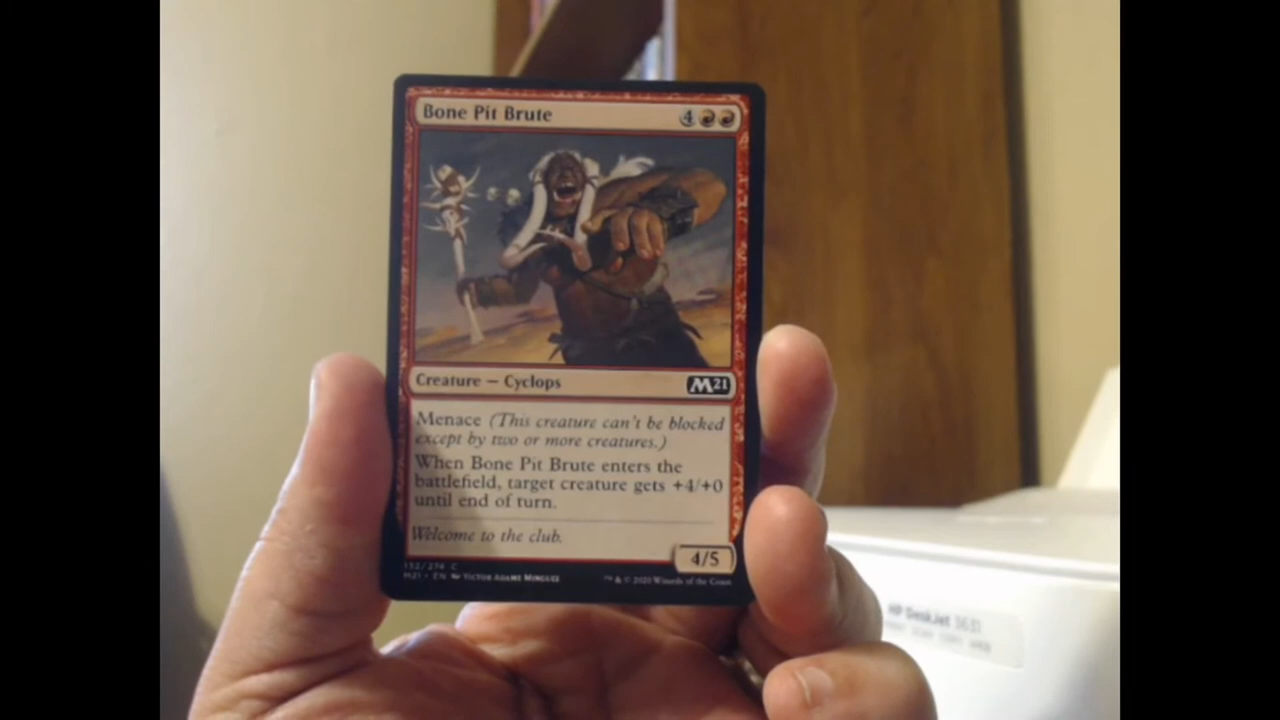 Bone Pit Brute
4
Creature — Cyclops
M21
Menace (This creature can't be blocked
except by two or more creatures.)
When Bone Pit Brute enters the
battlefield, target creature gets +4/+0
until end of turn.
Welcome to the club.
4/5
152/274 C
M21 • EN Victor Adame Minguez
™ & © 2020 Wizards of the Coast
HP DeskJet